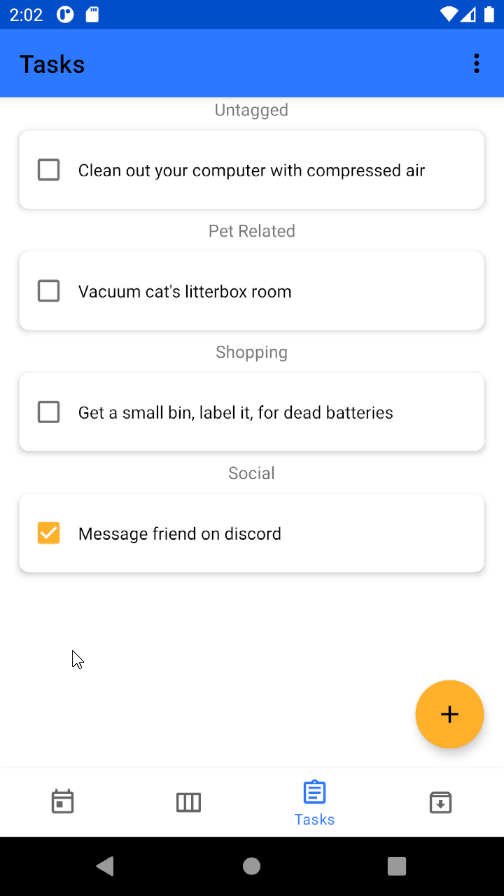 2:02
Tasks
Untagged
Clean out your computer with compressed air
Pet Related
Vacuum cat's litterbox room
Shopping
Get a small bin, label it, for dead batteries
Social
Message friend on discord
Tasks